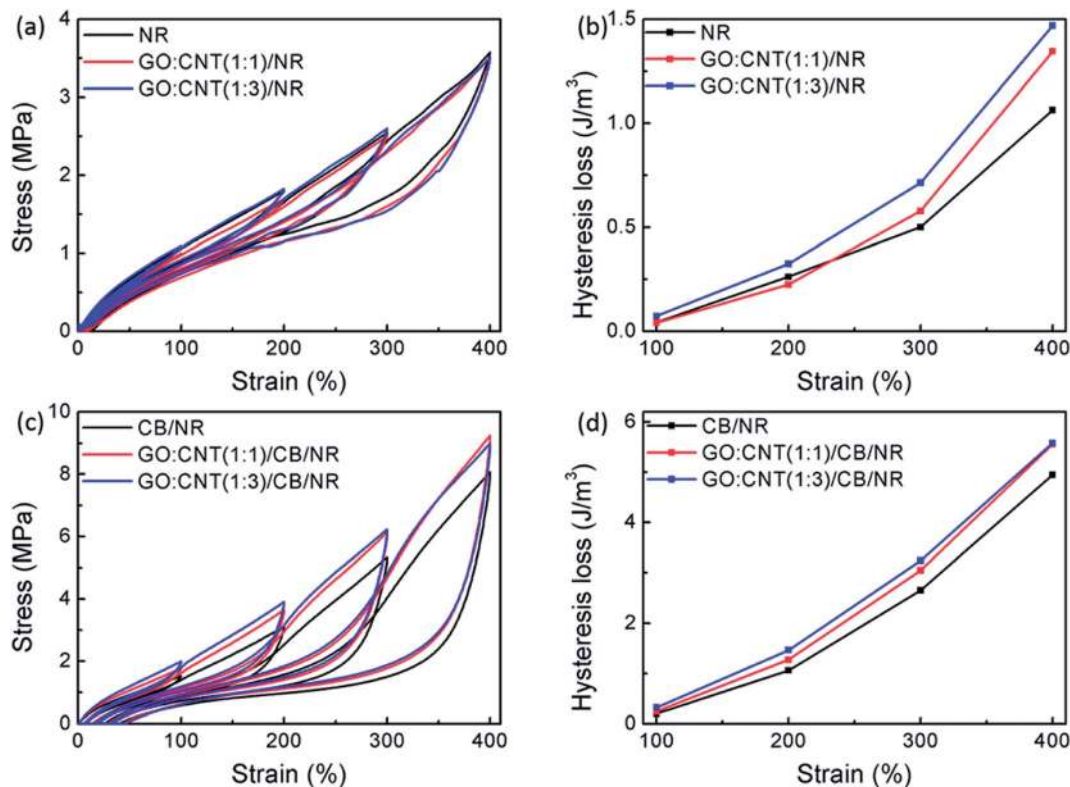 (a)
4
3
2
1
0
Stress (MPa)
NR
GO:CNT(1:1)/NR
GO:CNT(1:3)/NR
0 100 200 300 400
Strain (%)
(b)
1.5
1.0
0.5
0.0
Hysteresis loss (J/m³)
NR
GO:CNT(1:1)/NR
GO:CNT(1:3)/NR
100 200 300 400
Strain (%)
(c)
10
8
6
4
2
0
Stress (MPa)
CB/NR
GO:CNT(1:1)/CB/NR
GO:CNT(1:3)/CB/NR
0 100 200 300 400
Strain (%)
(d)
6
4
2
0
Hysteresis loss (J/m³)
CB/NR
GO:CNT(1:1)/CB/NR
GO:CNT(1:3)/CB/NR
100 200 300 400
Strain (%)